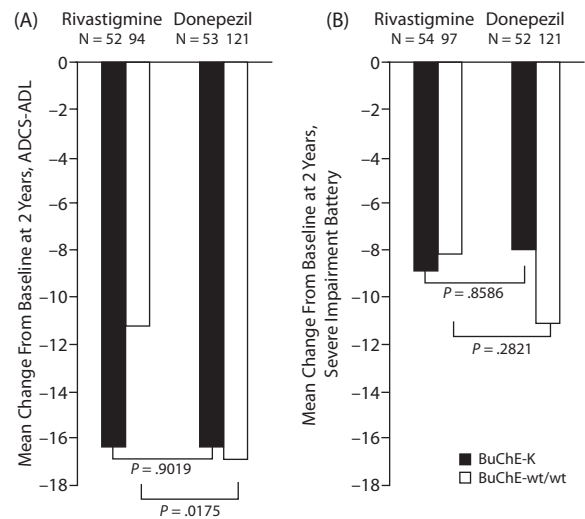 (A)
Rivastigmine Donepezil
N = 52 94 53 121
0
−2
−4
−6
−8
−10
−12
−14
−16
−18
Mean Change From Baseline at 2 Years, ADCS-ADL
P = .9019
P = .0175
(B)
Rivastigmine Donepezil
N = 54 97 52 121
0
−2
−4
−6
−8
−10
−12
−14
−16
−18
Mean Change From Baseline at 2 Years,
Severe Impairment Battery
P = .8586
P = .2821
BuChE-K
BuChE-wt/wt